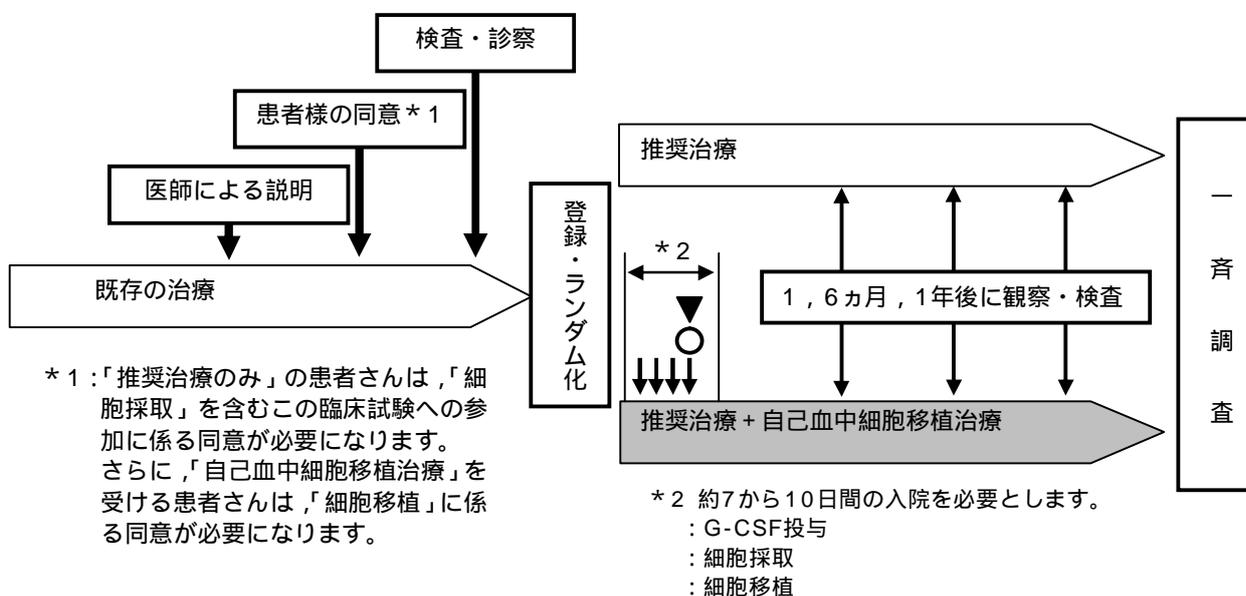 検査・診察
患者様の同意*1
医師による説明
既存の治療
登録・ランダム化
推奨治療
*2
1,6ヵ月,1年後に観察・検査
推奨治療+自己血中細胞移植治療
一斉調査
*1:「推奨治療のみ」の患者さんは,「細
胞採取」を含むこの臨床試験への参
加に係る同意が必要になります。
さらに,「自己血中細胞移植治療」を
受ける患者さんは,「細胞移植」に係
る同意が必要になります。
*2 約7から10日間の入院を必要とします。
:G-CSF投与
:細胞採取
:細胞移植